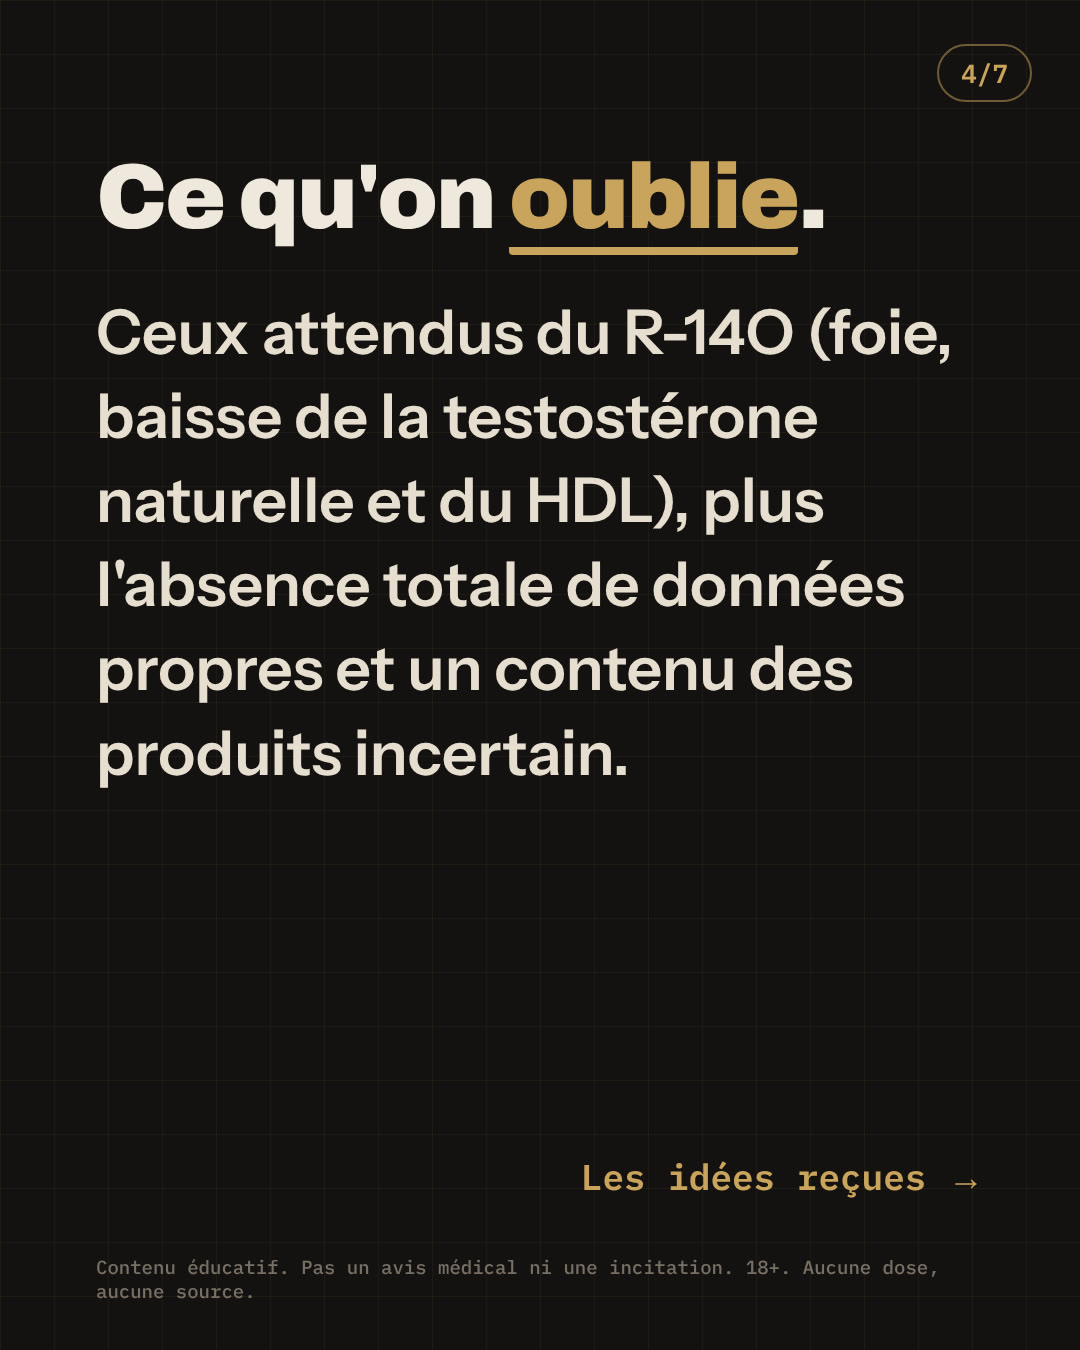 4/7
Ce qu'on oublie.
Ceux attendus du R-140 (foie,
baisse de la testostérone
naturelle et du HDL), plus
l'absence totale de données
propres et un contenu des
produits incertain.
Les idées reçues →
Contenu éducatif. Pas un avis médical ni une incitation. 18+. Aucune dose,
aucune source.